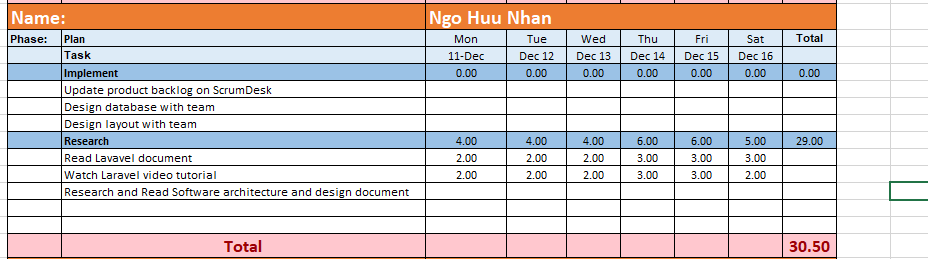 Name: Ngo Huu Nhan
Phase: Plan Mon Tue Wed Thu Fri Sat Total
Task 11-Dec Dec 12 Dec 13 Dec 14 Dec 15 Dec 16
Implement 0.00 0.00 0.00 0.00 0.00 0.00 0.00
Update product backlog on ScrumDesk
Design database with team
Design layout with team
Research 4.00 4.00 4.00 6.00 6.00 5.00 29.00
Read Lavavel document 2.00 2.00 2.00 3.00 3.00 3.00
Watch Laravel video tutorial 2.00 2.00 2.00 3.00 3.00 2.00
Research and Read Software architecture and design document
Total 30.50